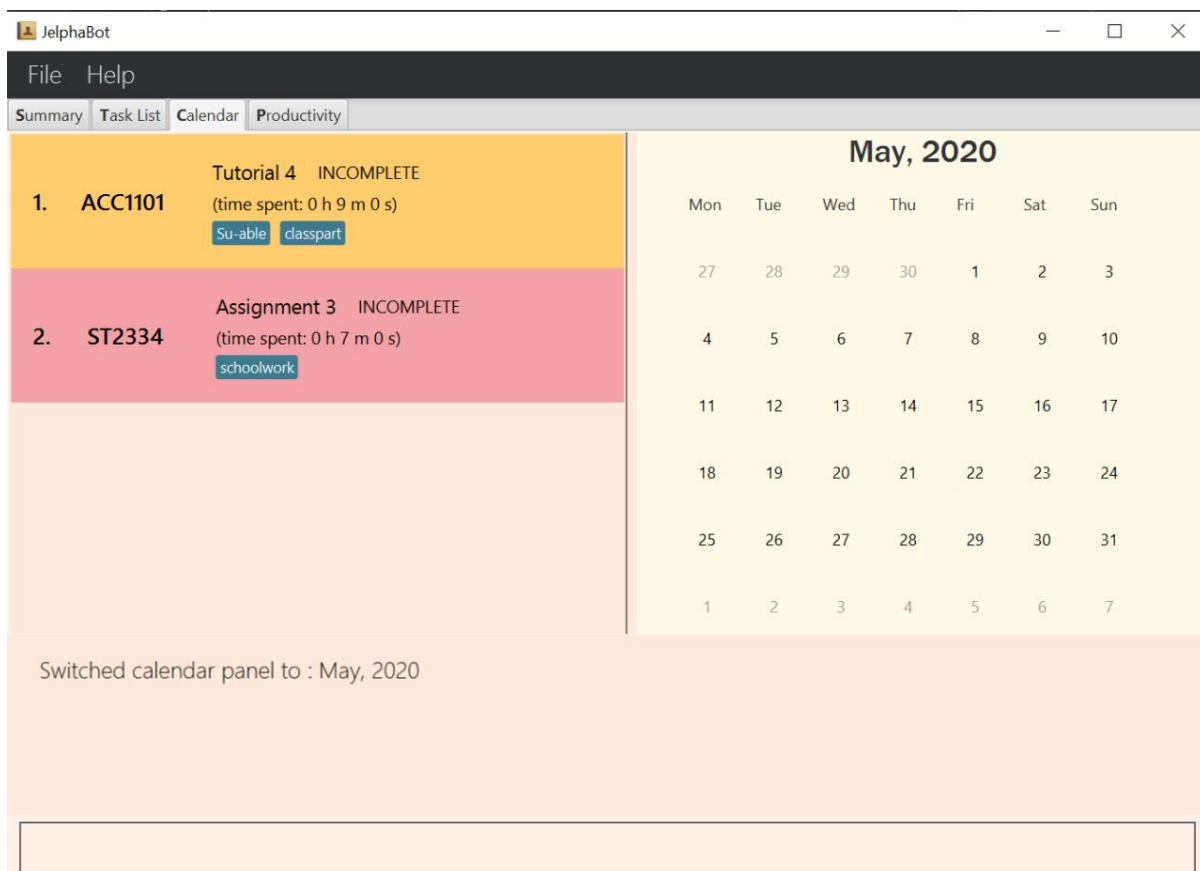 JelphaBot
File Help
Summary Task List Calendar Productivity
1. ACC1101 Tutorial 4 INCOMPLETE
(time spent: 0 h 9 m 0 s)
Su-able classpart
2. ST2334 Assignment 3 INCOMPLETE
(time spent: 0 h 7 m 0 s)
schoolwork
May, 2020
Mon Tue Wed Thu Fri Sat Sun
27 28 29 30 1 2 3
4 5 6 7 8 9 10
11 12 13 14 15 16 17
18 19 20 21 22 23 24
25 26 27 28 29 30 31
1 2 3 4 5 6 7
Switched calendar panel to : May, 2020